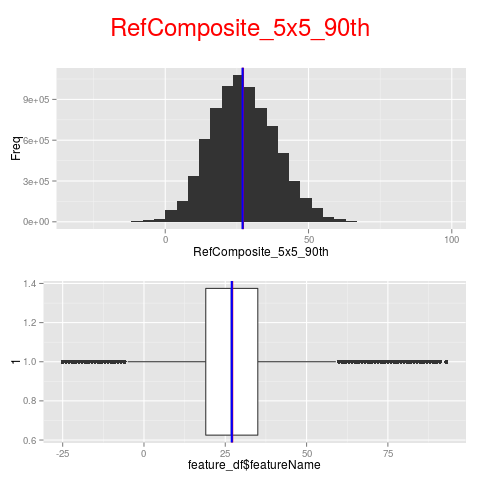 RefComposite_5x5_90th
9e+05
6e+05
3e+05
0e+00
Freq
0
50
100
RefComposite_5x5_90th
1.4
1.2
1.0
0.8
0.6
1
-25
0
25
50
75
feature_df$featureName